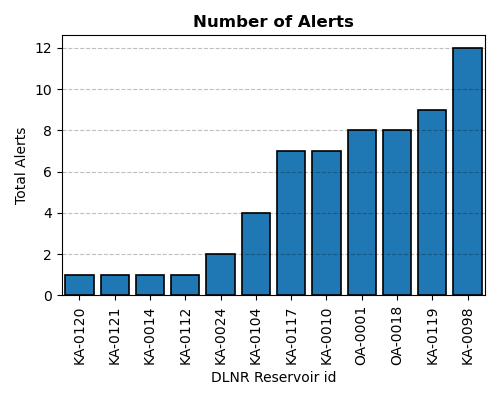 Number of Alerts
12
10
8
6
4
2
0
Total Alerts
KA-0120
KA-0121
KA-0014
KA-0112
KA-0024
KA-0104
KA-0117
KA-0010
OA-0001
OA-0018
KA-0119
KA-0098
DLNR Reservoir id